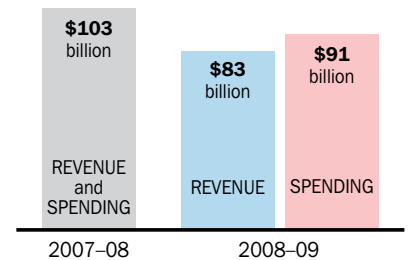 $103
billion
REVENUE
and
SPENDING
$83
billion
REVENUE
$91
billion
SPENDING
2007–08
2008–09